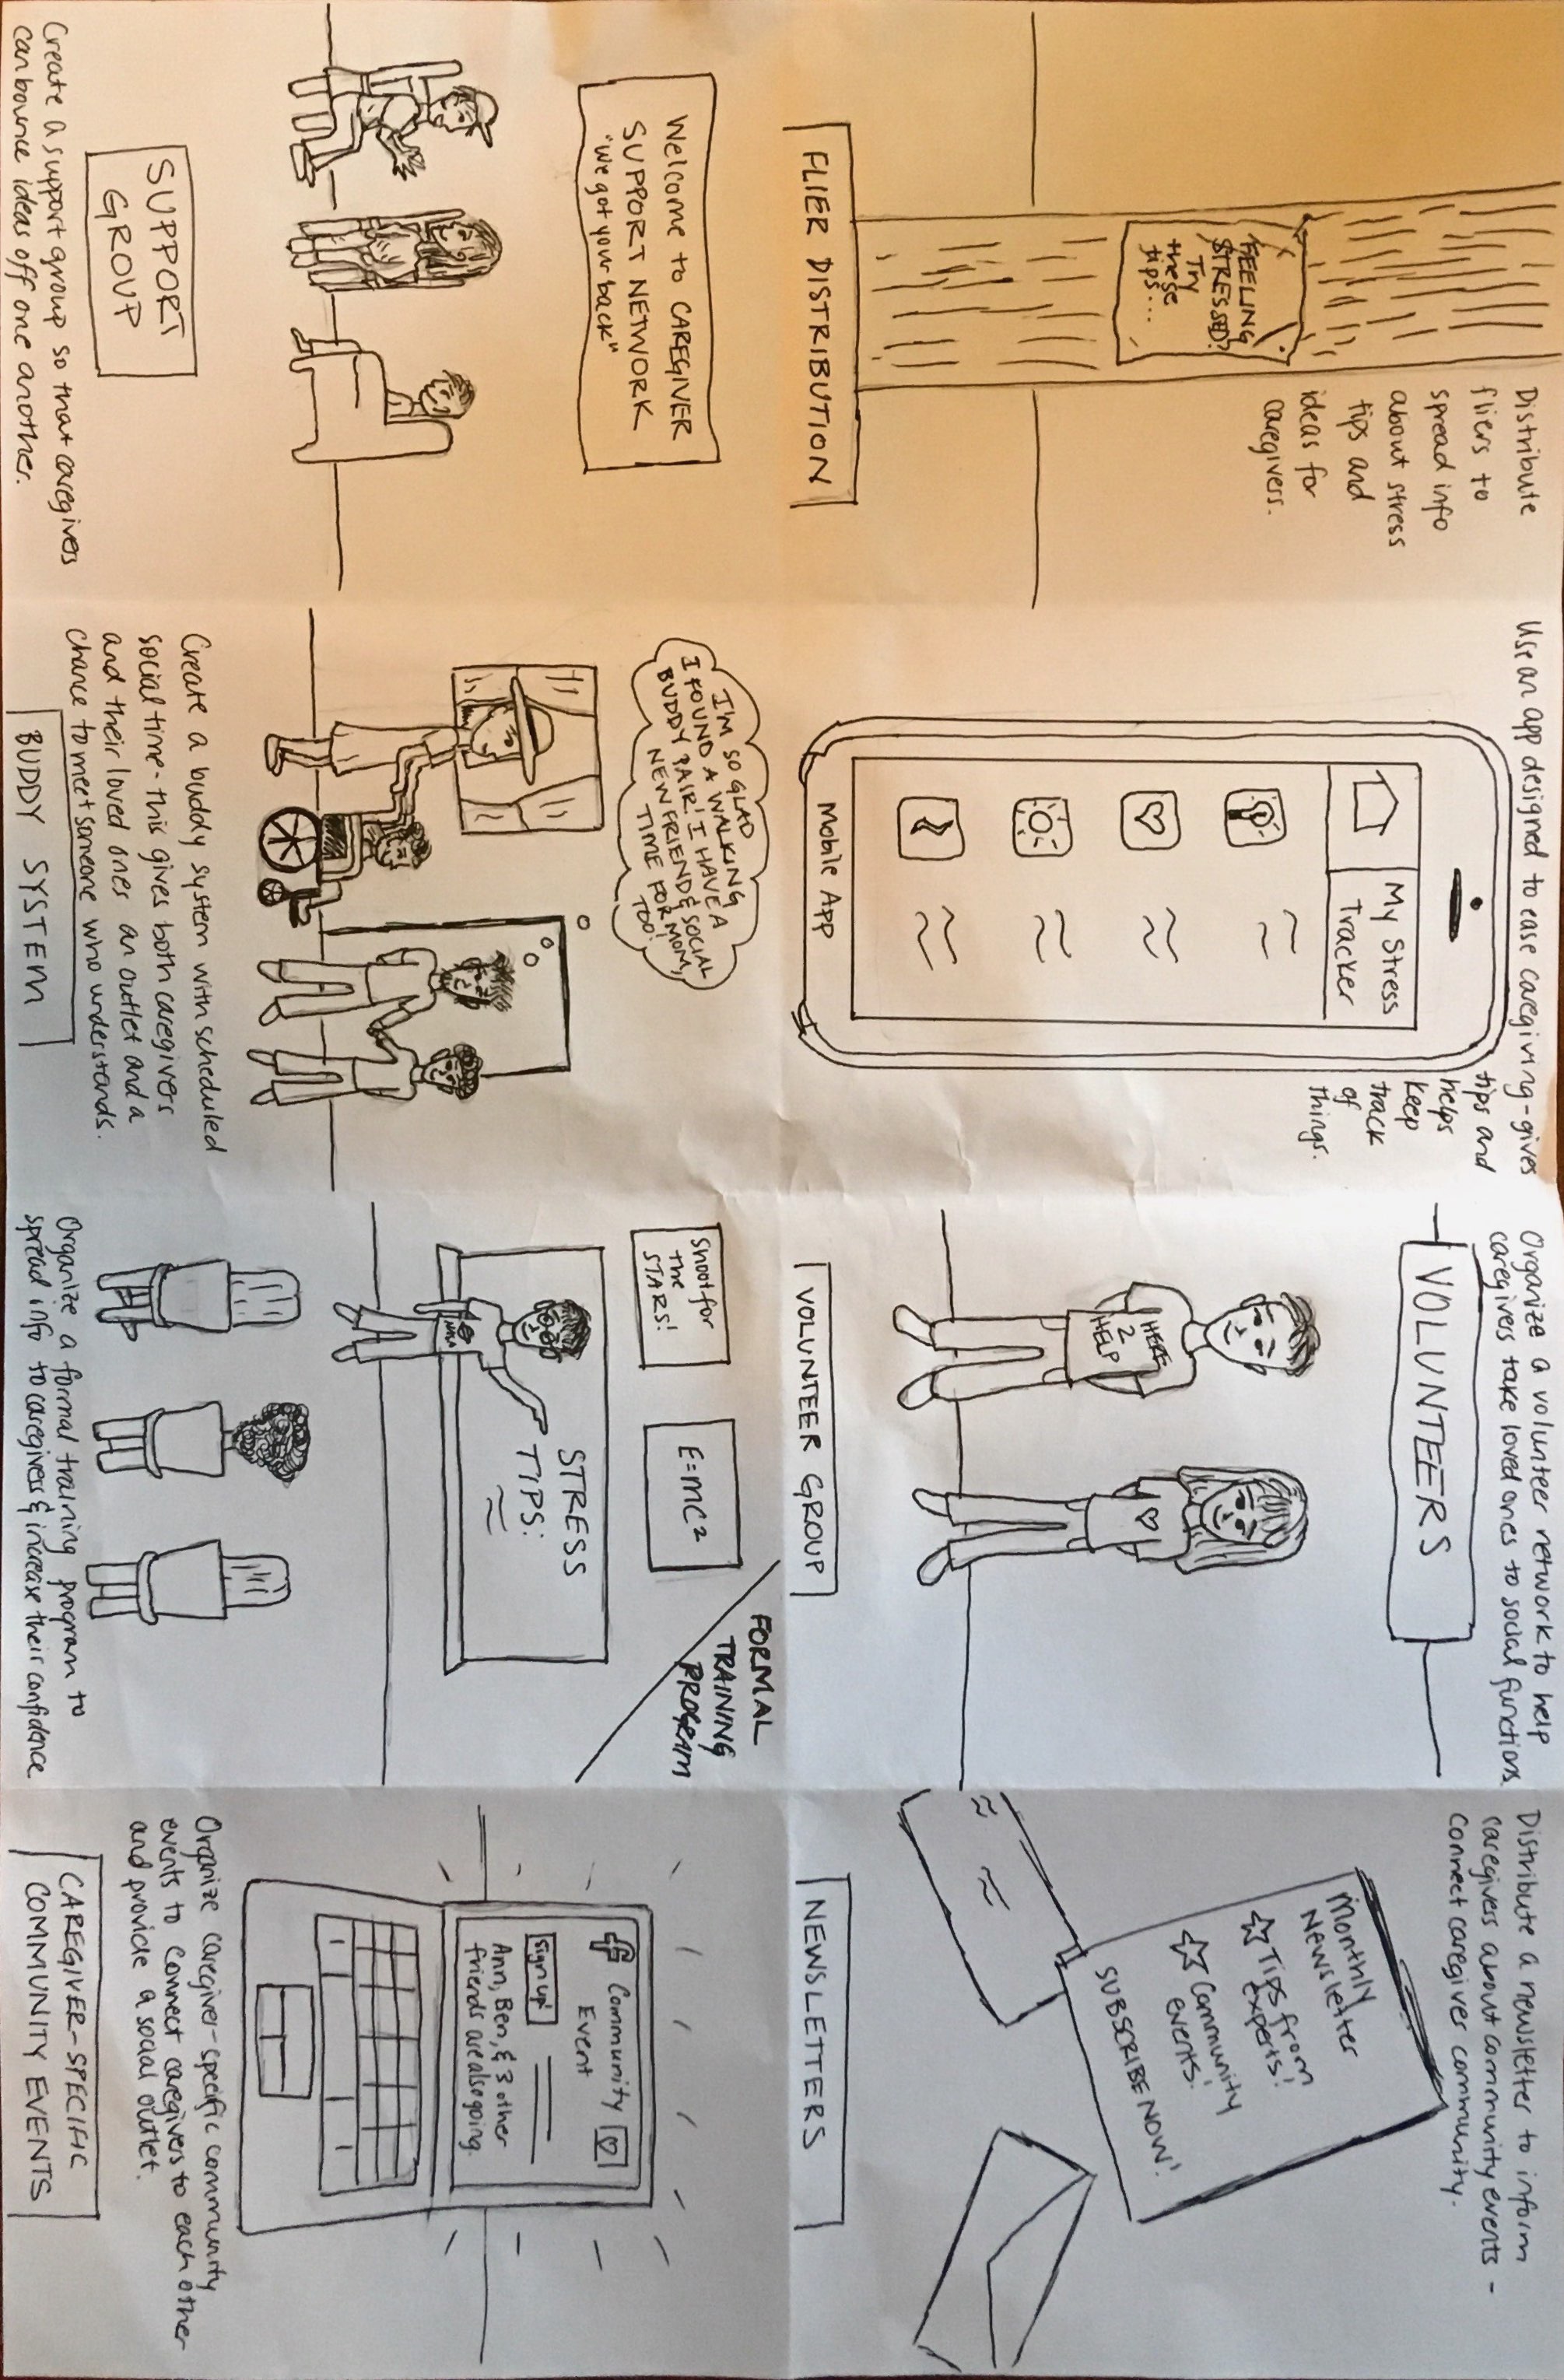 Distribute
fliers to
spread info
about stress
tips and
ideas for
caregivers.
FEELING
STRESSED?
Try
these
tips...
FLIER DISTRIBUTION
Use an app designed to ease caregiving-gives
tips and
helps
keep
track
of
things.
My Stress
Tracker
Mobile App
Organize a volunteer network to help
caregivers take loved ones to social functions.
VOLUNTEERS
HERE
2
HELP
VOLUNTEER GROUP
Distribute a newsletter to inform
caregivers about community events -
Connect caregiver community.
Monthly
Newsletter
Tips from
experts!
Community
events!
SUBSCRIBE NOW!
NEWSLETTERS
Welcome to CAREGIVER
SUPPORT NETWORK
"We got your back"
SUPPORT
GROUP
Create a support group so that caregivers
can bounce ideas off one another.
I'M SO GLAD
I FOUND A WALKING
BUDDY PAIR! I HAVE A
NEW FRIEND & SOCIAL
TIME FOR MOM,
TOO!
Create a buddy system with scheduled
social time - this gives both caregivers
and their loved ones an outlet and a
chance to meet someone who understands.
BUDDY SYSTEM
FORMAL
TRAINING
PROGRAM
Shoot for
the
STARS!
E=MC²
STRESS
TIPS:
NASA
Organize a formal training program to
spread info to caregivers & increase their confidence
f Community
Event
Sign up!
Ann, Ben, & 3 other
friends are also going.
Organize caregiver-specific community
events to connect caregivers to each other
and provide a social outlet.
CAREGIVER-SPECIFIC
COMMUNITY EVENTS